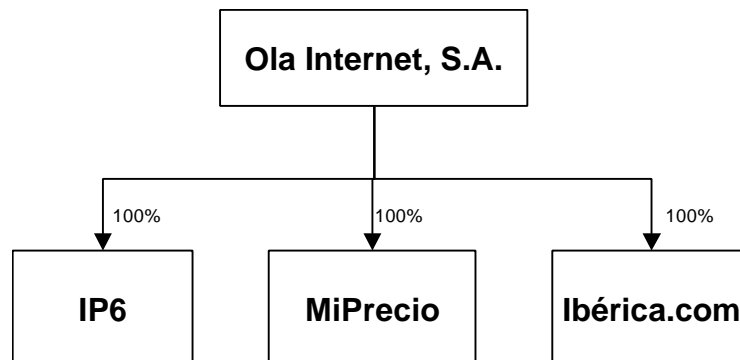 Ola Internet, S.A.
100%
100%
100%
IP6
MiPrecio
Ibérica.com